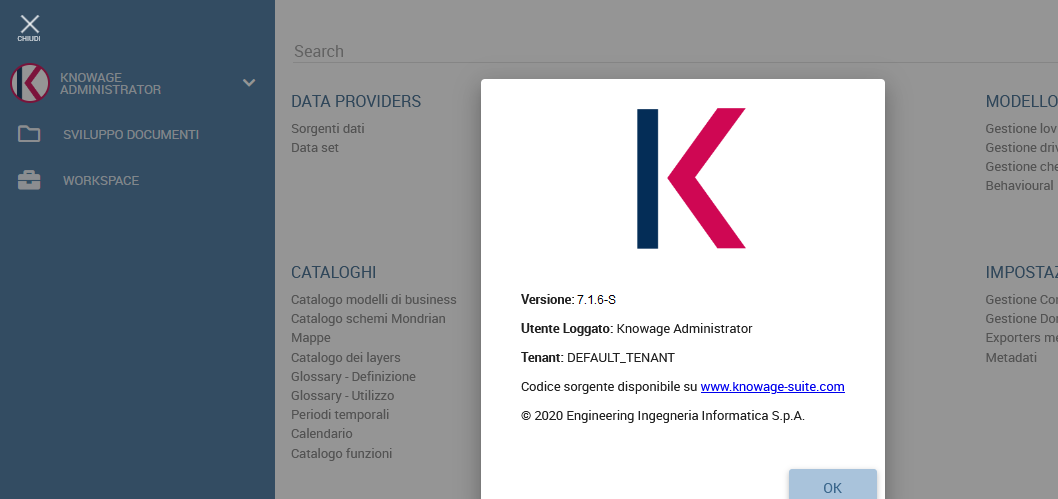 CHIUDI
KNOWAGE
ADMINISTRATOR
SVILUPPO DOCUMENTI
WORKSPACE
Search
DATA PROVIDERS
Sorgenti dati
Data set
CATALOGHI
Catalogo modelli di business
Catalogo schemi Mondrian
Mappe
Catalogo dei layers
Glossary - Definizione
Glossary - Utilizzo
Periodi temporali
Calendario
Catalogo funzioni
Versione: 7.1.6-S
Utente Loggato: Knowage Administrator
Tenant: DEFAULT_TENANT
Codice sorgente disponibile su www.knowage-suite.com
© 2020 Engineering Ingegneria Informatica S.p.A.
OK
MODELLO
Gestione lov
Gestione driv
Gestione che
Behavioural
IMPOSTAZ
Gestione Con
Gestione Dor
Exporters me
Metadati